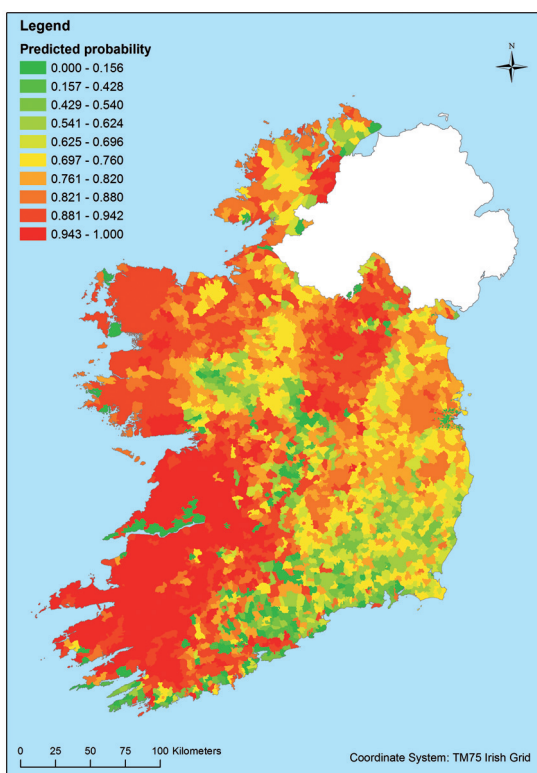 Legend
Predicted probability
0.000 - 0.156
0.157 - 0.428
0.429 - 0.540
0.541 - 0.624
0.625 - 0.696
0.697 - 0.760
0.761 - 0.820
0.821 - 0.880
0.881 - 0.942
0.943 - 1.000
N
0 25 50 75 100 Kilometers
Coordinate System: TM75 Irish Grid